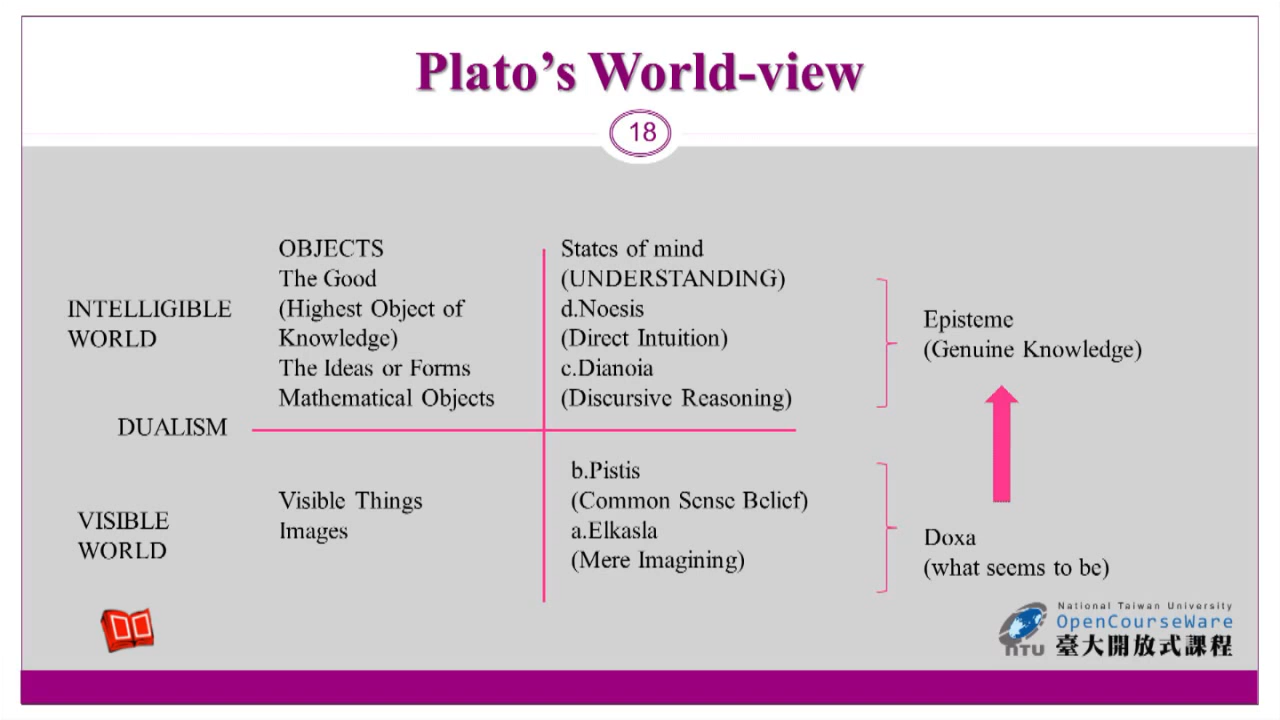 Plato's World-view
18
INTELLIGIBLE
WORLD
DUALISM
VISIBLE
WORLD
OBJECTS
The Good
(Highest Object of
Knowledge)
The Ideas or Forms
Mathematical Objects
Visible Things
Images
States of mind
(UNDERSTANDING)
d.Noesis
(Direct Intuition)
c.Dianoia
(Discursive Reasoning)
b.Pistis
(Common Sense Belief)
a.Elkasla
(Mere Imagining)
Episteme
(Genuine Knowledge)
Doxa
(what seems to be)
National Taiwan University
OpenCourseWare
NTU 臺大開放式課程